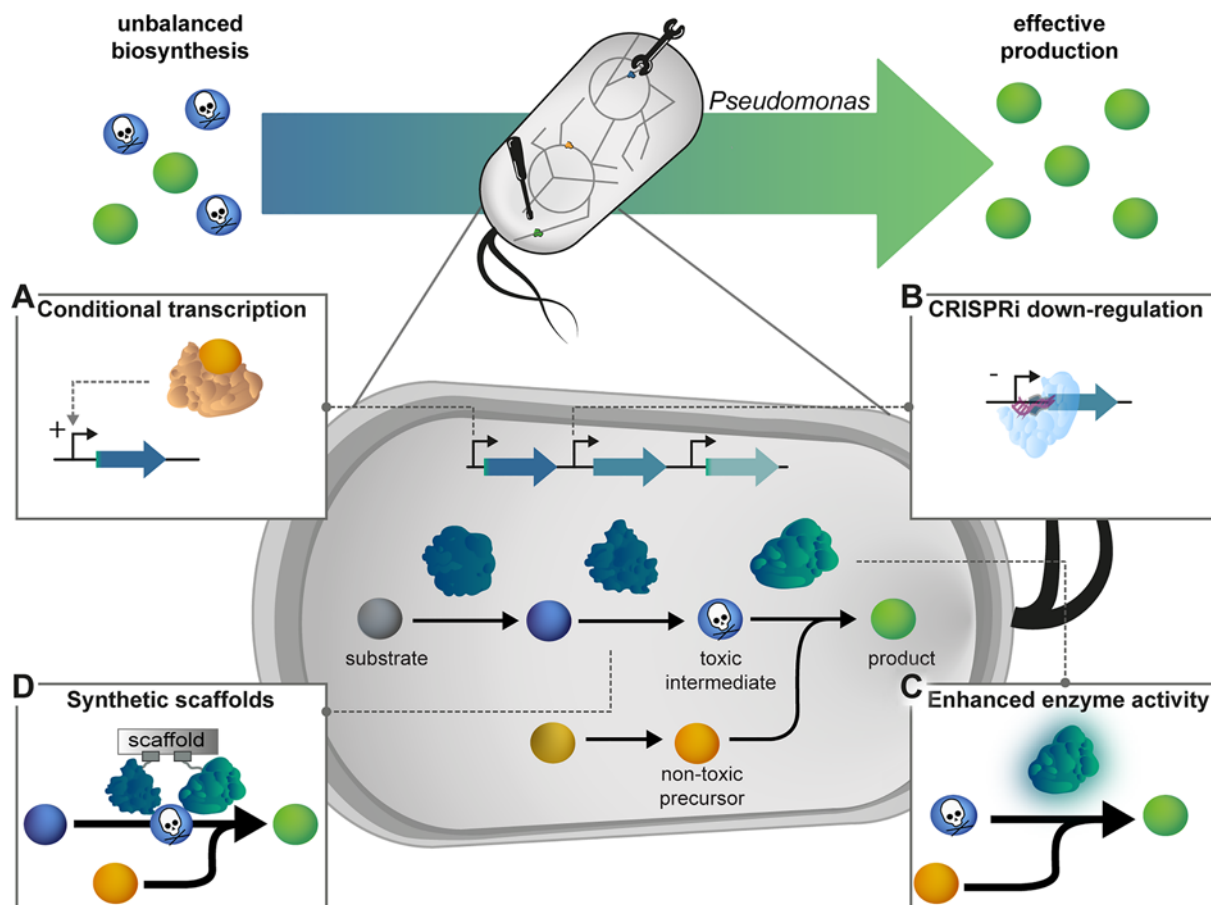 unbalanced
biosynthesis
effective
production
Pseudomonas
A
Conditional transcription
+
B
CRISPRi down-regulation
-
substrate
toxic
intermediate
product
non-toxic
precursor
D
Synthetic scaffolds
scaffold
C
Enhanced enzyme activity